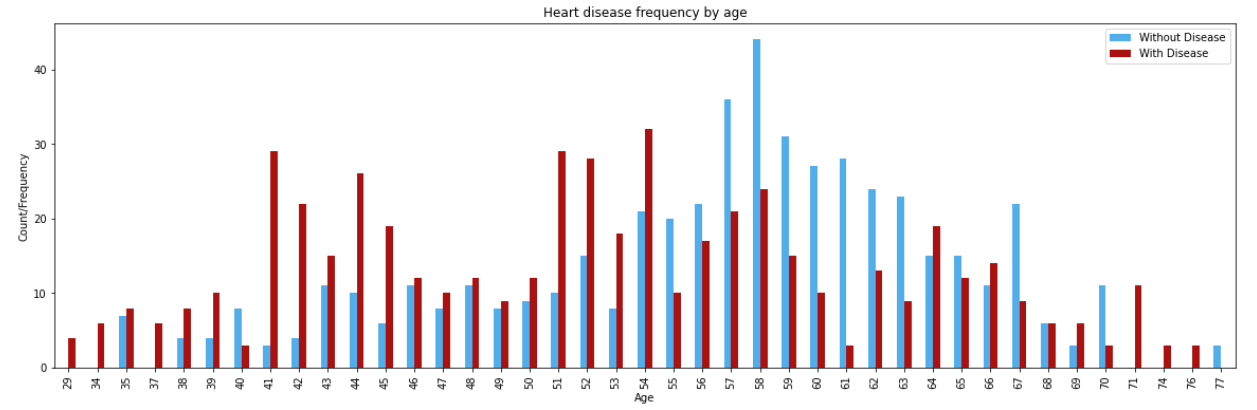 Heart disease frequency by age
Without Disease
With Disease
Count/Frequency
40
30
20
10
0
29 34 35 37 38 39 40 41 42 43 44 45 46 47 48 49 50 51 52 53 54 55 56 57 58 59 60 61 62 63 64 65 66 67 68 69 70 71 74 76 77
Age